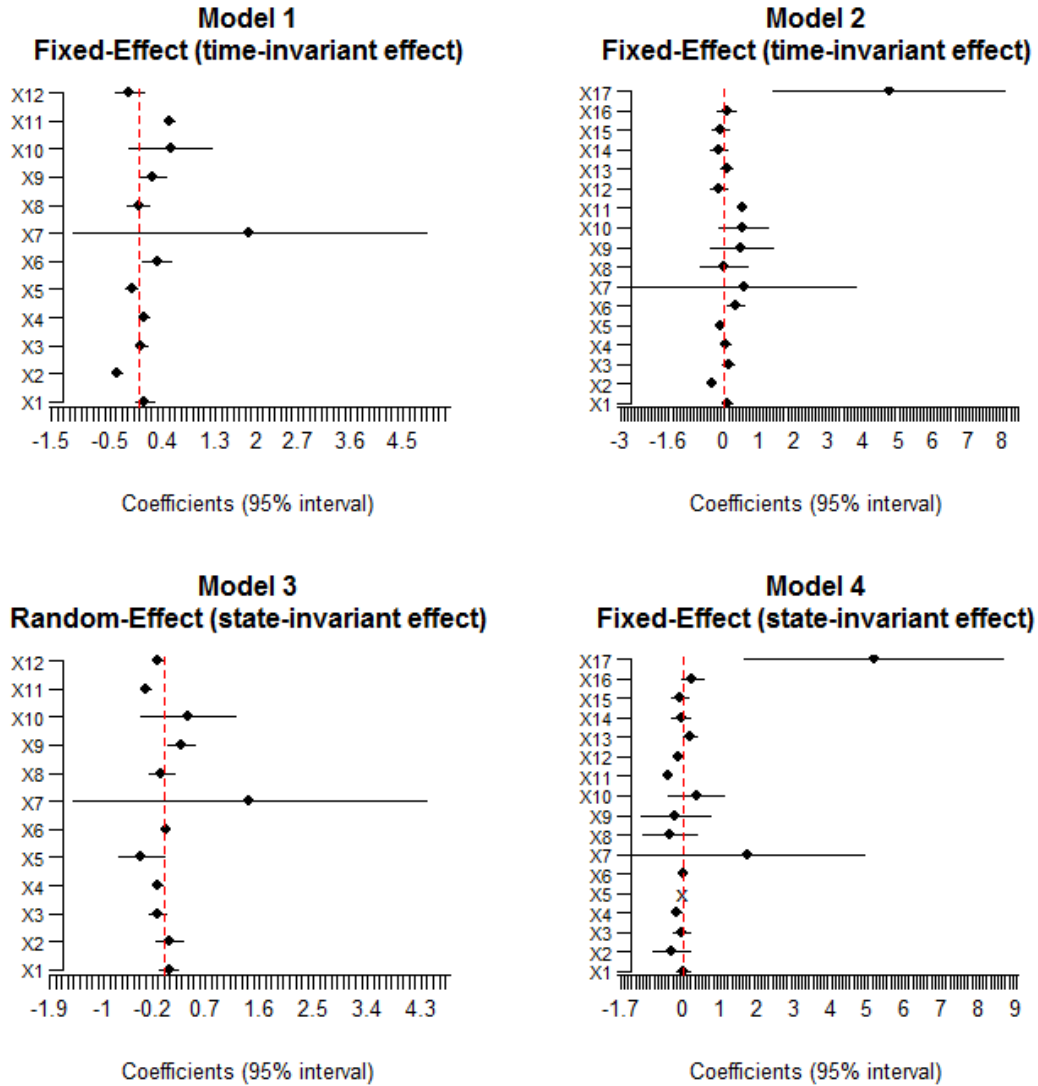 Model 1
Fixed-Effect (time-invariant effect)
X12
X11
X10
X9
X8
X7
X6
X5
X4
X3
X2
X1
-1.5 -0.5 0.4 1.3 2 2.7 3.6 4.5
Coefficients (95% interval)
Model 2
Fixed-Effect (time-invariant effect)
X17
X16
X15
X14
X13
X12
X11
X10
X9
X8
X7
X6
X5
X4
X3
X2
X1
-3 -1.6 0 1 2 3 4 5 6 7 8
Coefficients (95% interval)
Model 3
Random-Effect (state-invariant effect)
X12
X11
X10
X9
X8
X7
X6
X5
X4
X3
X2
X1
-1.9 -1 -0.2 0.7 1.6 2.5 3.4 4.3
Coefficients (95% interval)
Model 4
Fixed-Effect (state-invariant effect)
X17
X16
X15
X14
X13
X12
X11
X10
X9
X8
X7
X6
X5 X
X4
X3
X2
X1
-1.7 0 1 2 3 4 5 6 7 8 9
Coefficients (95% interval)